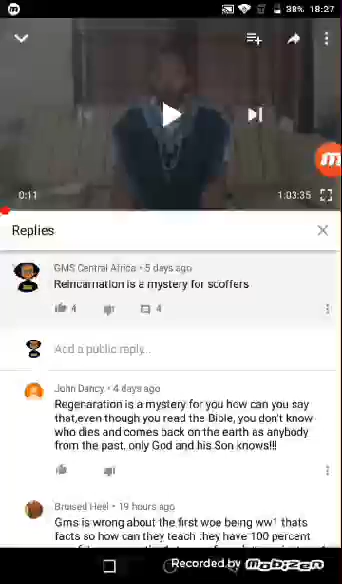 38% 18:27
0:11
1:03:35
Replies
GMS Central Africa • 5 days ago
Reincarnation is a mystery for scoffers
4
4
Add a public reply...
John Dancy • 4 days ago
Regenaration is a mystery for you how can you say
that,even though you read the Bible, you don't know
who dies and comes back on the earth as anybody
from the past, only God and his Son knows!!!
Bruised Heel • 19 hours ago
Gms is wrong about the first woe being ww1 thats
facts so how can they teach they have 100 percent
Recorded by Mobizen